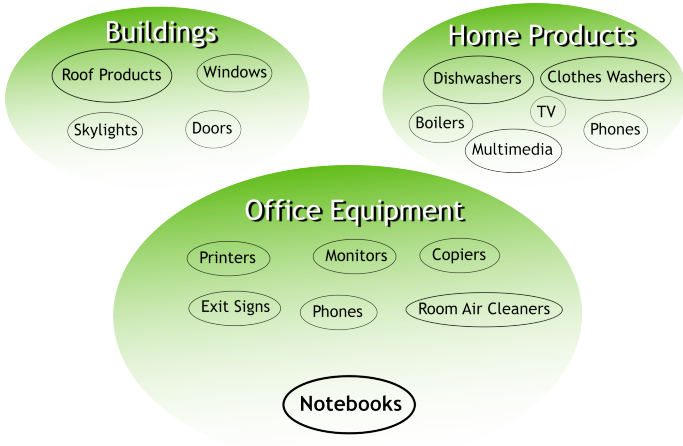 Buildings
Roof Products
Windows
Skylights
Doors
Home Products
Dishwashers
Clothes Washers
TV
Boilers
Phones
Multimedia
Office Equipment
Printers
Monitors
Copiers
Exit Signs
Phones
Room Air Cleaners
Notebooks